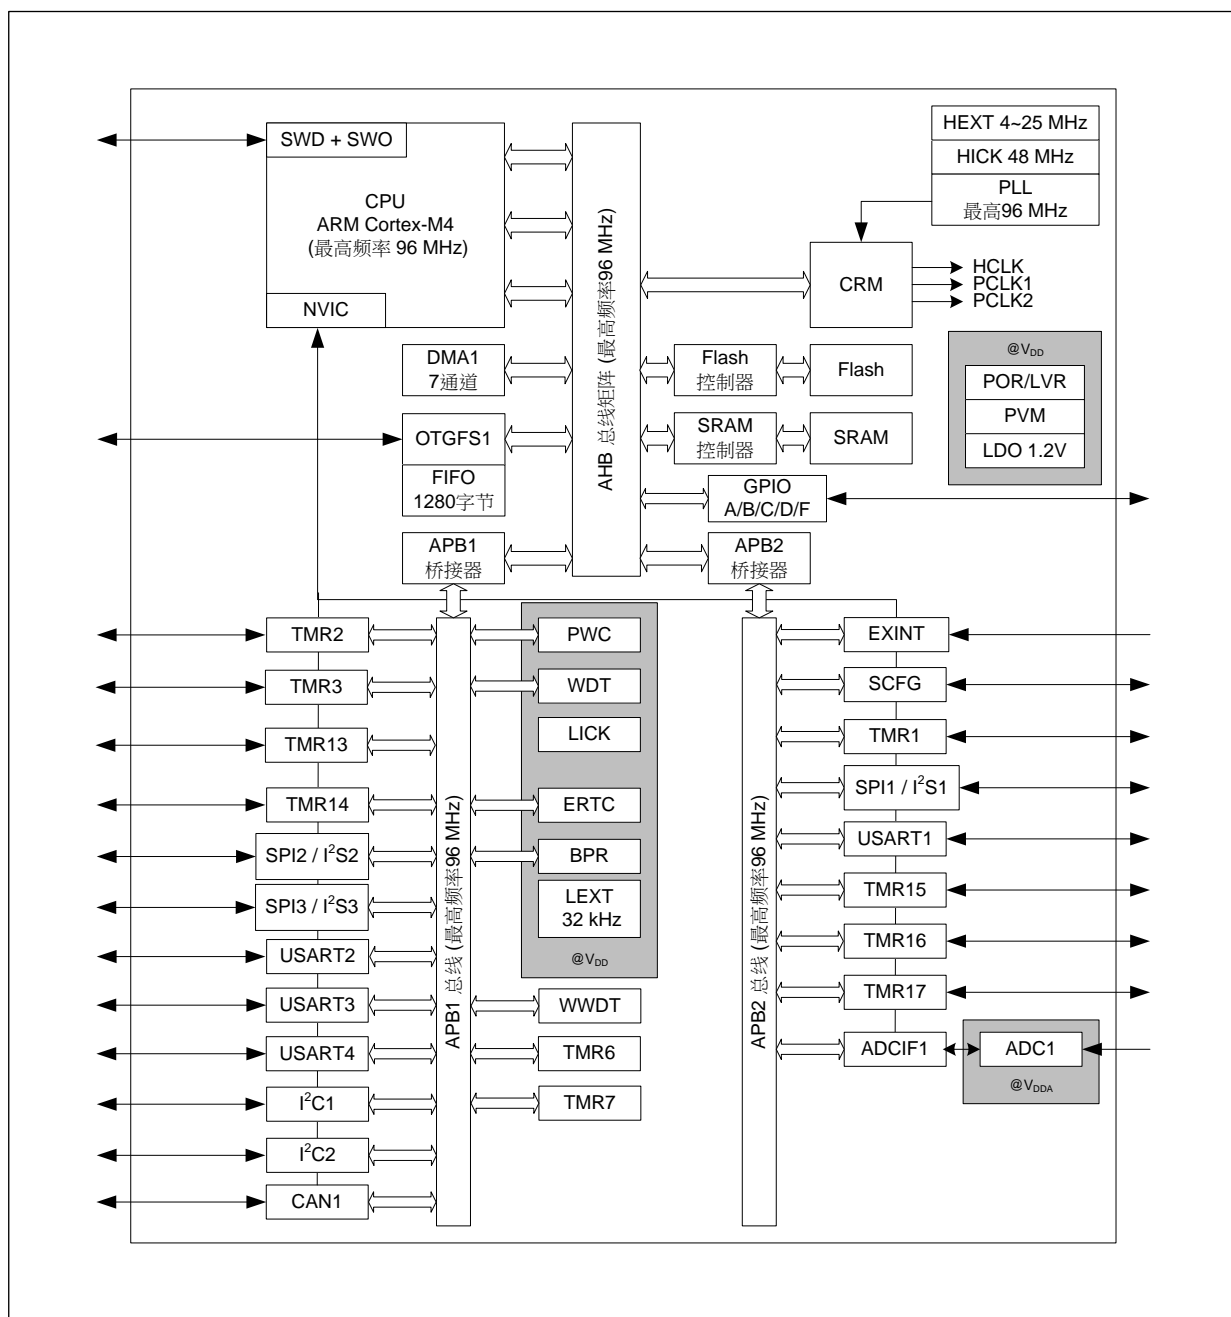 SWD + SWO
CPU
ARM Cortex-M4
(最高频率 96 MHz)
NVIC
AHB 总线矩阵 (最高频率96 MHz)
HEXT 4~25 MHz
HICK 48 MHz
PLL
最高96 MHz
CRM
HCLK
PCLK1
PCLK2
DMA1
7通道
Flash
控制器
Flash
@VDD
POR/LVR
PVM
LDO 1.2V
OTGFS1
FIFO
1280字节
SRAM
控制器
SRAM
GPIO
A/B/C/D/F
APB1
桥接器
APB2
桥接器
TMR2
TMR3
TMR13
TMR14
SPI2 / I²S2
SPI3 / I²S3
USART2
USART3
USART4
I²C1
I²C2
CAN1
APB1 总线 (最高频率96 MHz)
PWC
WDT
LICK
ERTC
BPR
LEXT
32 kHz
@VDD
WWDT
TMR6
TMR7
APB2 总线 (最高频率96 MHz)
EXINT
SCFG
TMR1
SPI1 / I²S1
USART1
TMR15
TMR16
TMR17
ADCIF1
ADC1
@VDDA